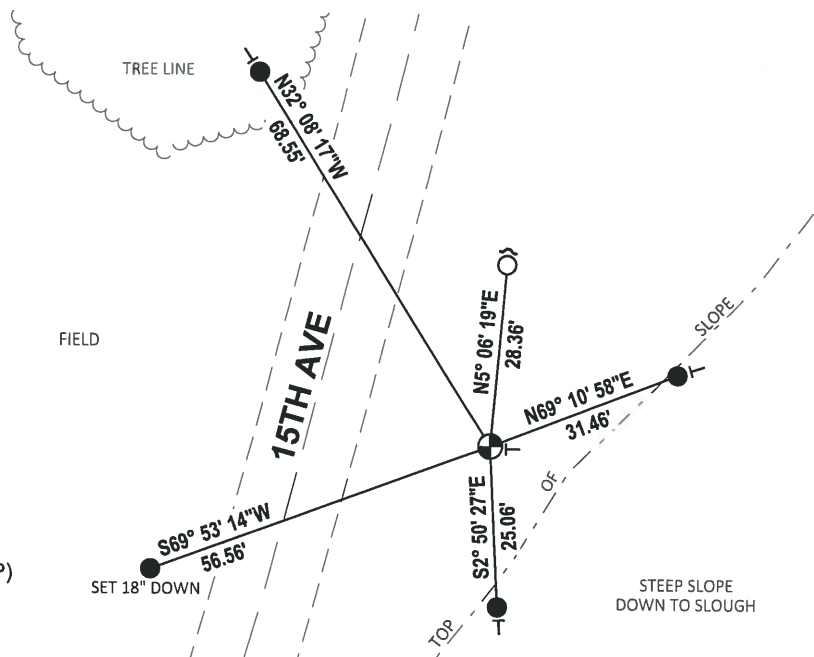 TREE LINE
N32° 08' 17"W
68.55'
FIELD
15TH AVE
N5° 06' 19"E
28.36'
SLOPE
N69° 10' 58"E
31.46'
OF
S69° 53' 14"W
56.56'
SET 18" DOWN
S2° 50' 27"E
25.06'
TOP
STEEP SLOPE
DOWN TO SLOUGH